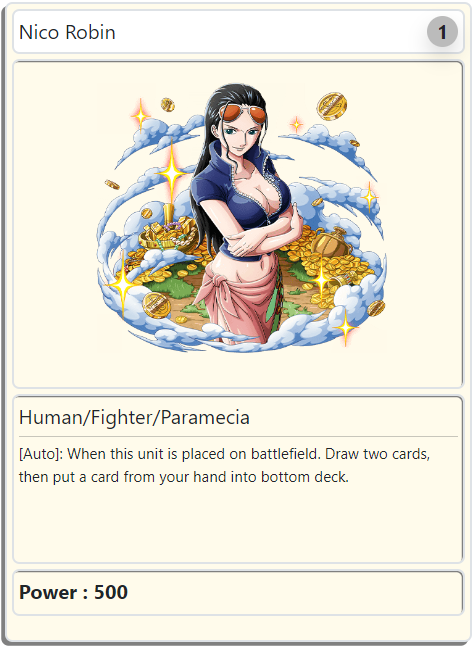 Nico Robin
1
Human/Fighter/Paramecia
[Auto]: When this unit is placed on battlefield. Draw two cards,
then put a card from your hand into bottom deck.
Power : 500